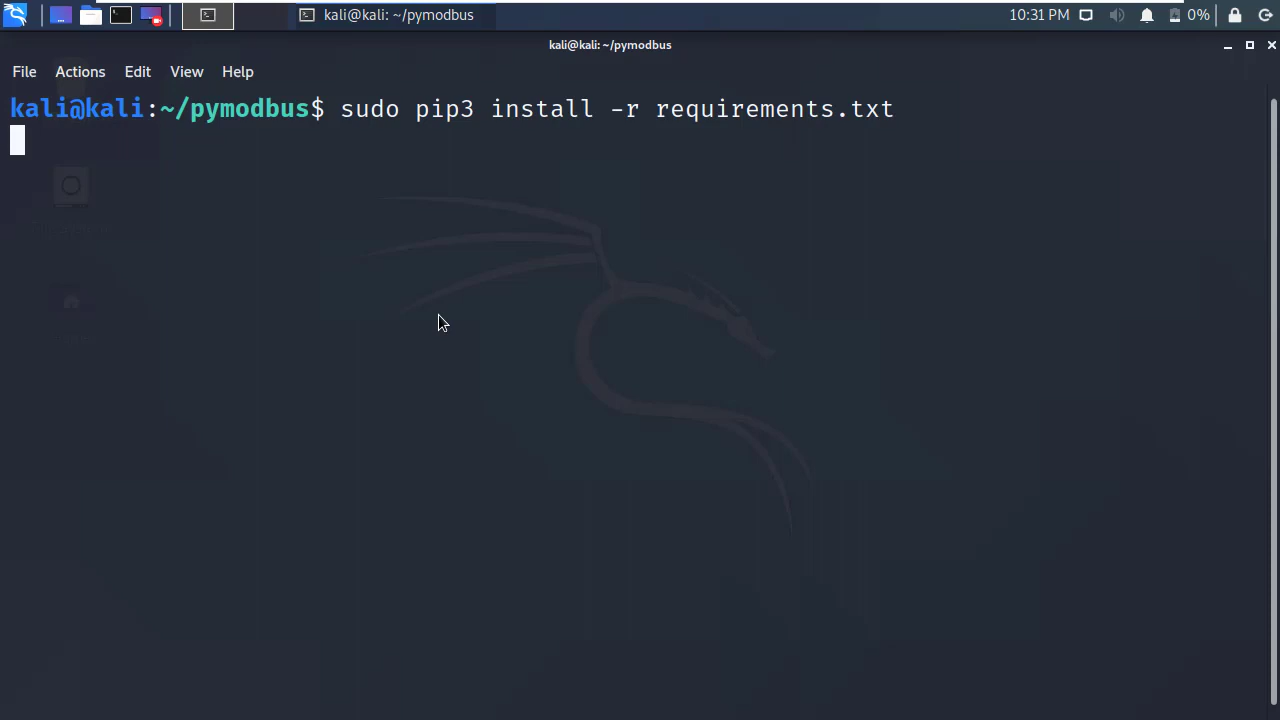 kali@kali: ~/pymodbus
10:31 PM
0%
kali@kali: ~/pymodbus
File Actions Edit View Help
kali@kali:~/pymodbus$ sudo pip3 install -r requirements.txt